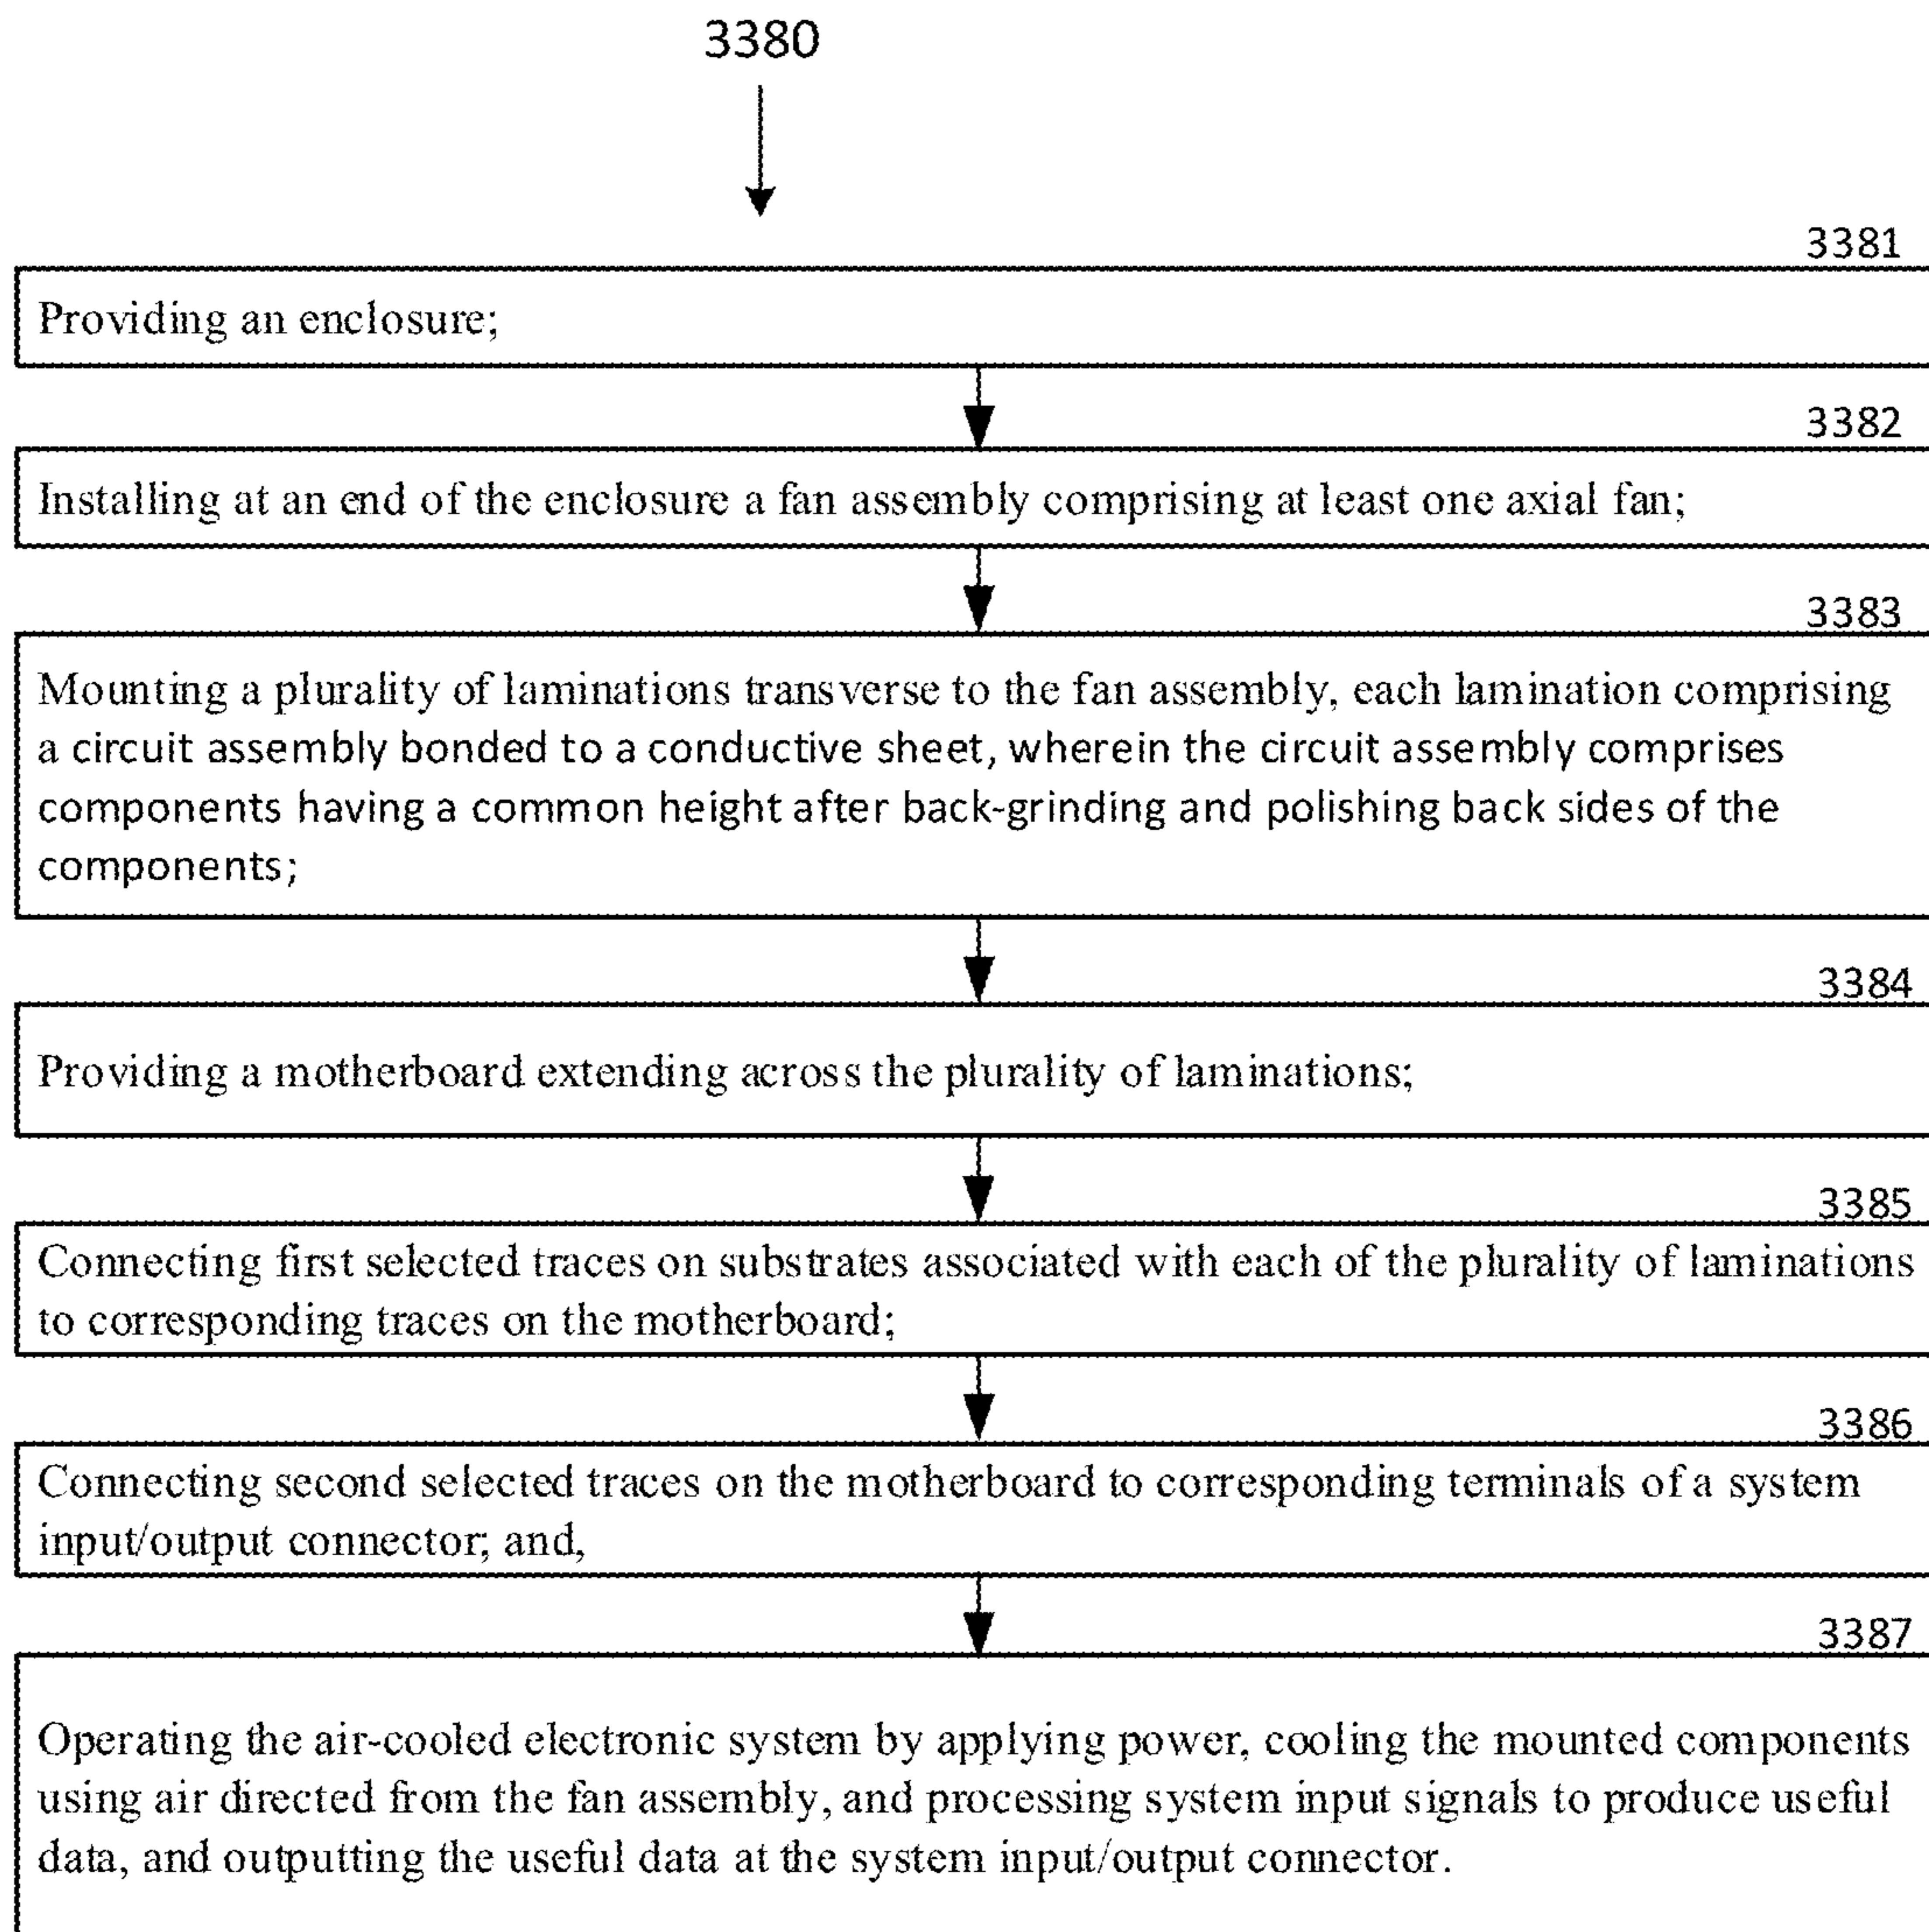 3380
3381
Providing an enclosure;
3382
Installing at an end of the enclosure a fan assembly comprising at least one axial fan;
3383
Mounting a plurality of laminations transverse to the fan assembly, each lamination comprising
a circuit assembly bonded to a conductive sheet, wherein the circuit assembly comprises
components having a common height after back-grinding and polishing back sides of the
components;
3384
Providing a motherboard extending across the plurality of laminations;
3385
Connecting first selected traces on substrates associated with each of the plurality of laminations
to corresponding traces on the motherboard;
3386
Connecting second selected traces on the motherboard to corresponding terminals of a system
input/output connector; and,
3387
Operating the air-cooled electronic system by applying power, cooling the mounted components
using air directed from the fan assembly, and processing system input signals to produce useful
data, and outputting the useful data at the system input/output connector.